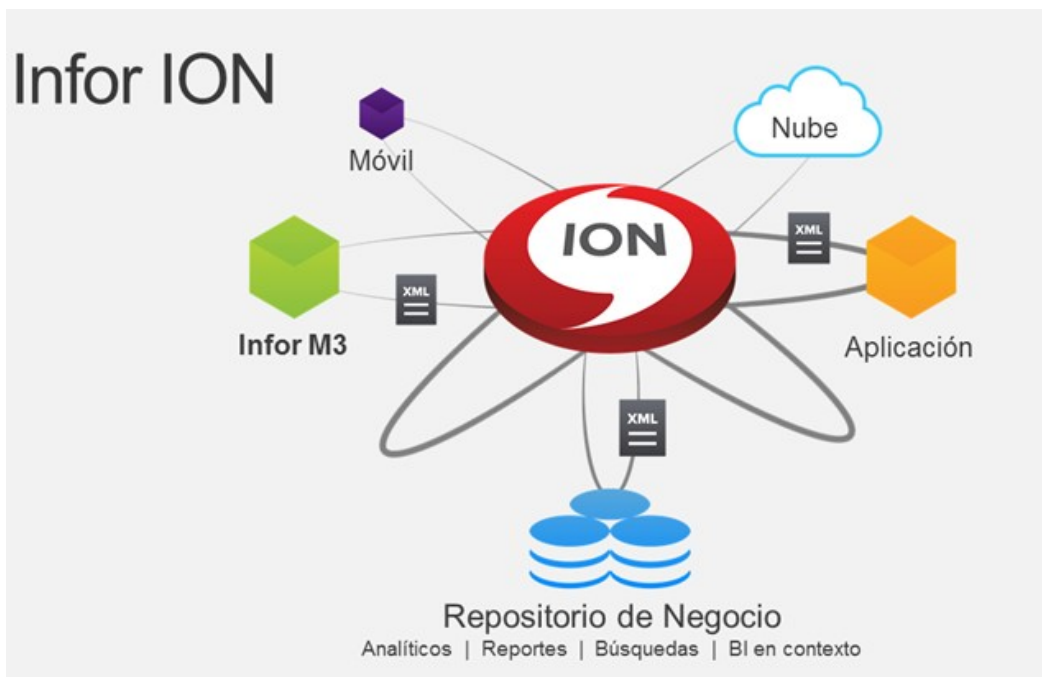 Infor ION
Móvil
Nube
ION
XML
XML
Infor M3
Aplicación
XML
Repositorio de Negocio
Analíticos | Reportes | Búsquedas | BI en contexto